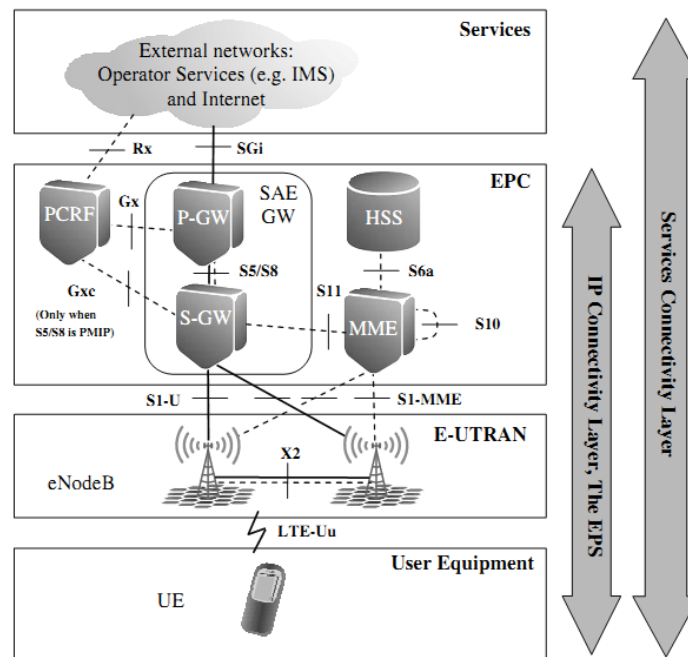 Services
External networks:
Operator Services (e.g. IMS)
and Internet
Rx
SGi
EPC
SAE
GW
PCRF
Gx
P-GW
HSS
S5/S8
S6a
Gxc
S11
(Only when
S5/S8 is PMIP)
S-GW
MME
S10
S1-U
S1-MME
E-UTRAN
X2
eNodeB
LTE-Uu
User Equipment
UE
IP Connectivity Layer, The EPS
Services Connectivity Layer